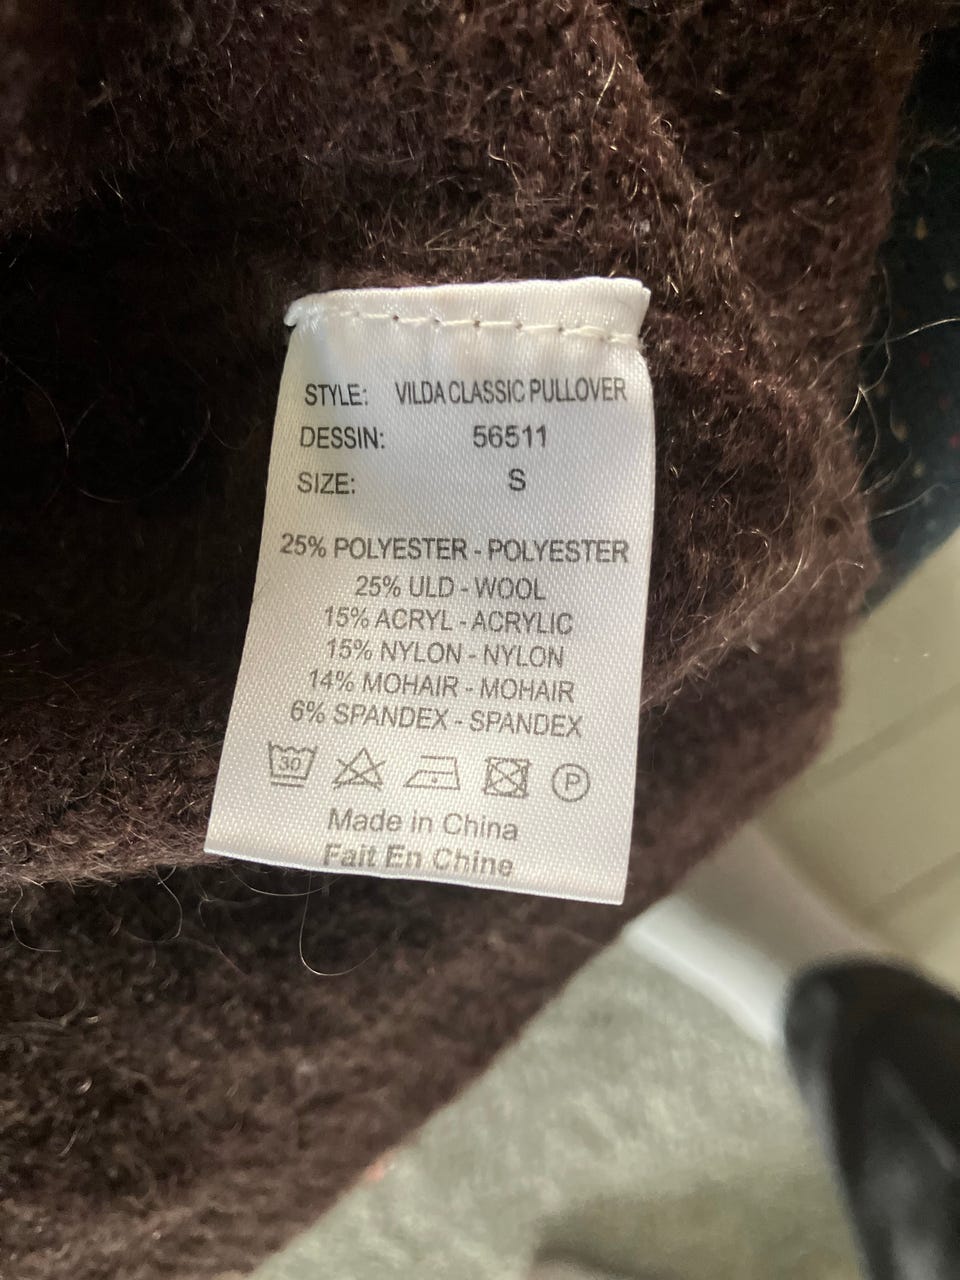 STYLE: VILDA CLASSIC PULLOVER
DESSIN: 56511
SIZE: S
25% POLYESTER - POLYESTER
25% ULD - WOOL
15% ACRYL - ACRYLIC
15% NYLON - NYLON
14% MOHAIR - MOHAIR
6% SPANDEX - SPANDEX
30 P
Made in China
Fait En Chine